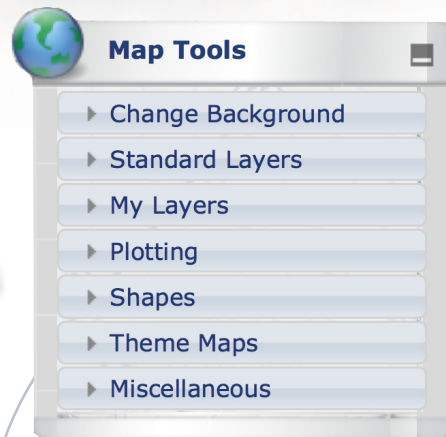 Map Tools
Change Background
Standard Layers
My Layers
Plotting
Shapes
Theme Maps
Miscellaneous